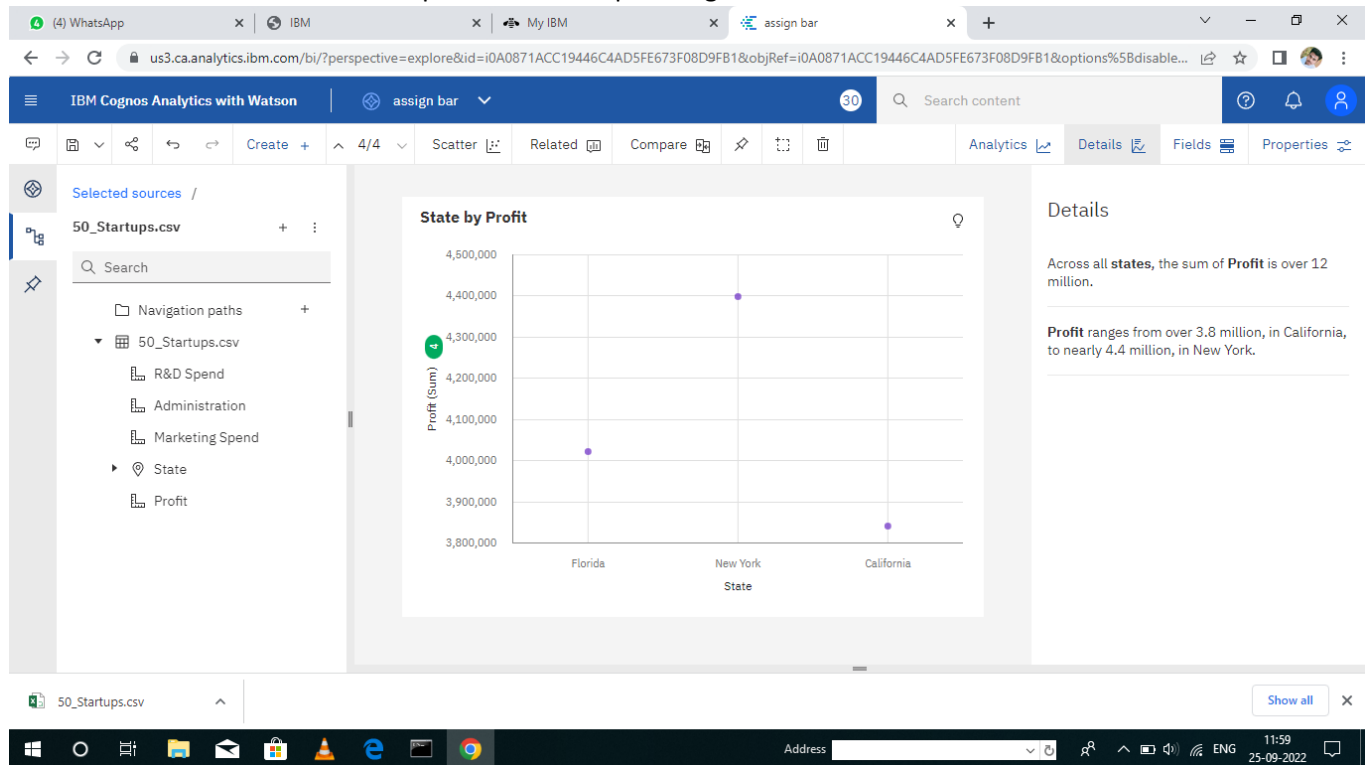 (4) WhatsApp
IBM
My IBM
assign bar
us3.ca.analytics.ibm.com/bi/?perspective=explore&id=i0A0871ACC19446C4AD5FE673F08D9FB1&objRef=i0A0871ACC19446C4AD5FE673F08D9FB1&options%5Bdisable...
IBM Cognos Analytics with Watson
assign bar
30
Search content
Create +
4/4
Scatter
Related
Compare
Analytics
Details
Fields
Properties
Selected sources /
50_Startups.csv
Search
Navigation paths
50_Startups.csv
R&D Spend
Administration
Marketing Spend
State
Profit
State by Profit
4,500,000
4,400,000
4,300,000
4,200,000
4,100,000
4,000,000
3,900,000
3,800,000
4
Profit (Sum)
Florida
New York
California
State
Details
Across all states, the sum of Profit is over 12
million.
Profit ranges from over 3.8 million, in California,
to nearly 4.4 million, in New York.
50_Startups.csv
Show all
Address
ENG
11:59
25-09-2022